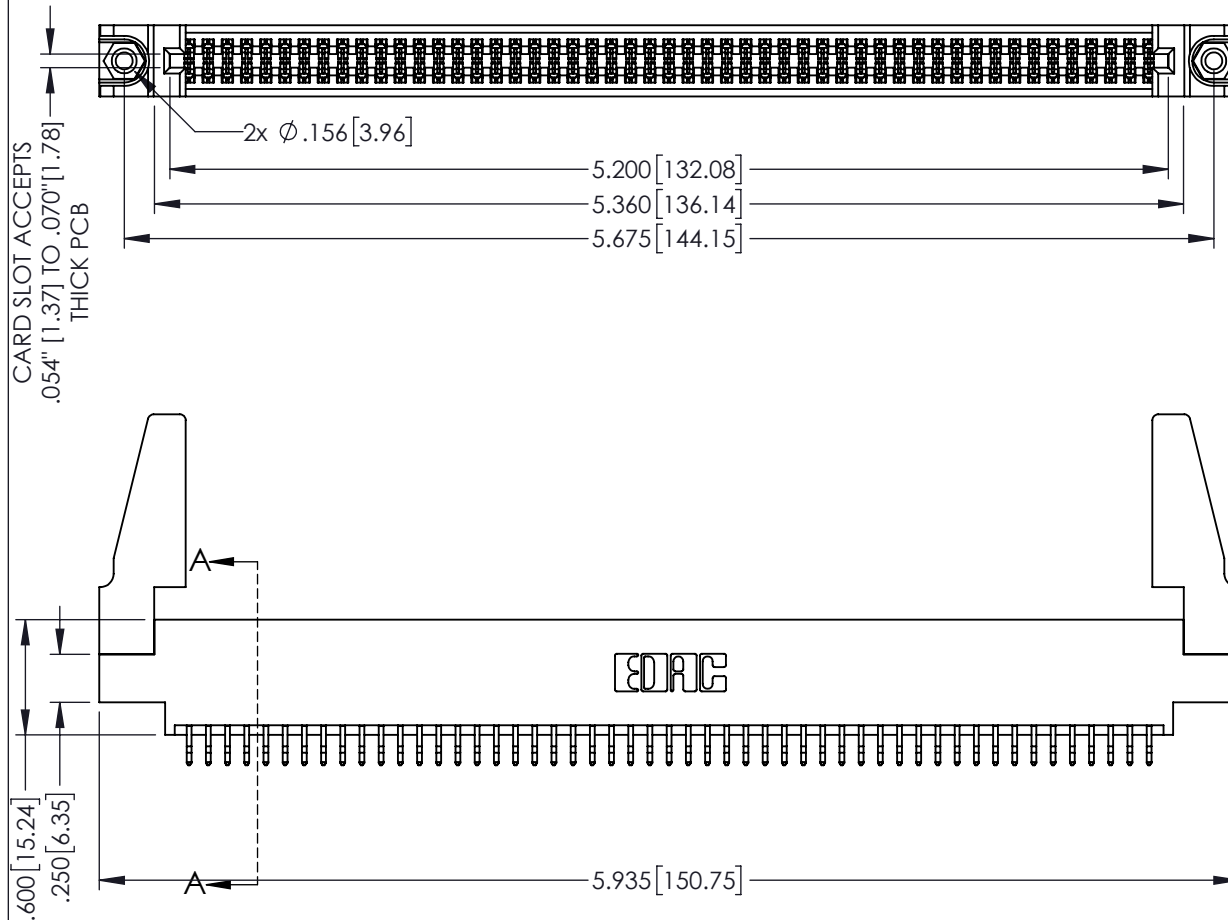 2x Ø .156[3.96]
5.200[132.08]
5.360[136.14]
5.675[144.15]
CARD SLOT ACCEPTS
.054" [1.37] TO .070"[1.78]
THICK PCB
A
EDAC
.600[15.24]
.250[6.35]
A
5.935[150.75]